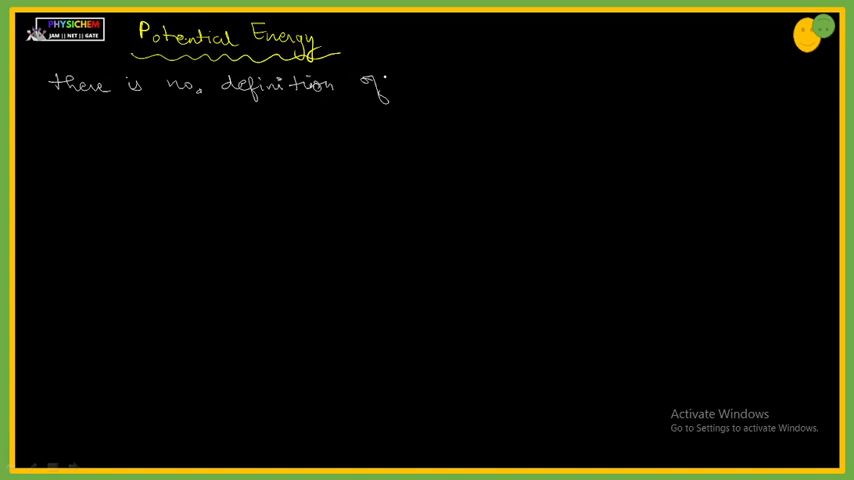 PHYSICHEM
JAM || NET || GATE
Potential Energy
there is no. definition of
Activate Windows
Go to Settings to activate Windows.